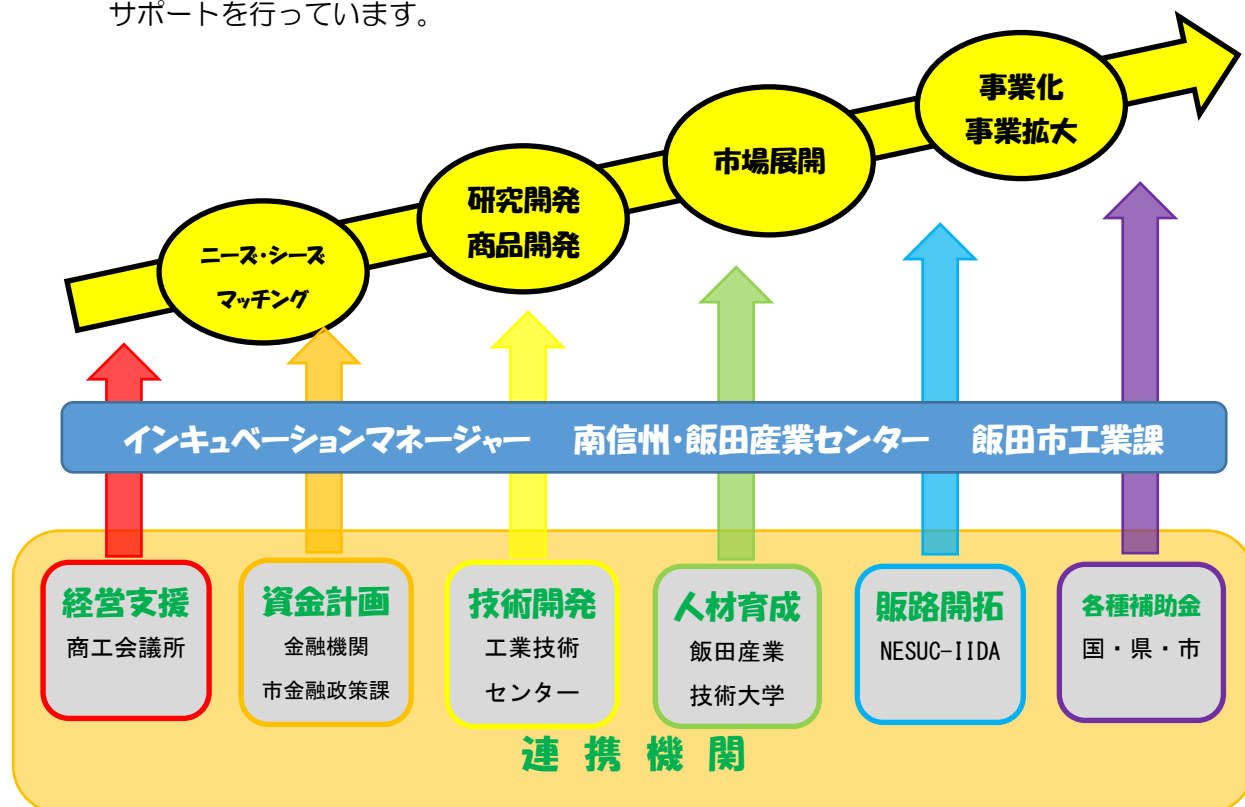 サポートを行っています。
事業化
事業拡大
市場展開
研究開発
商品開発
ニーズ・シーズ
マッチング
インキュベーションマネージャー 南信州・飯田産業センター 飯田市工業課
経営支援
商工会議所
資金計画
金融機関
市金融政策課
技術開発
工業技術
センター
人材育成
飯田産業
技術大学
販路開拓
NESUC-IIDA
各種補助金
国・県・市
連携機関